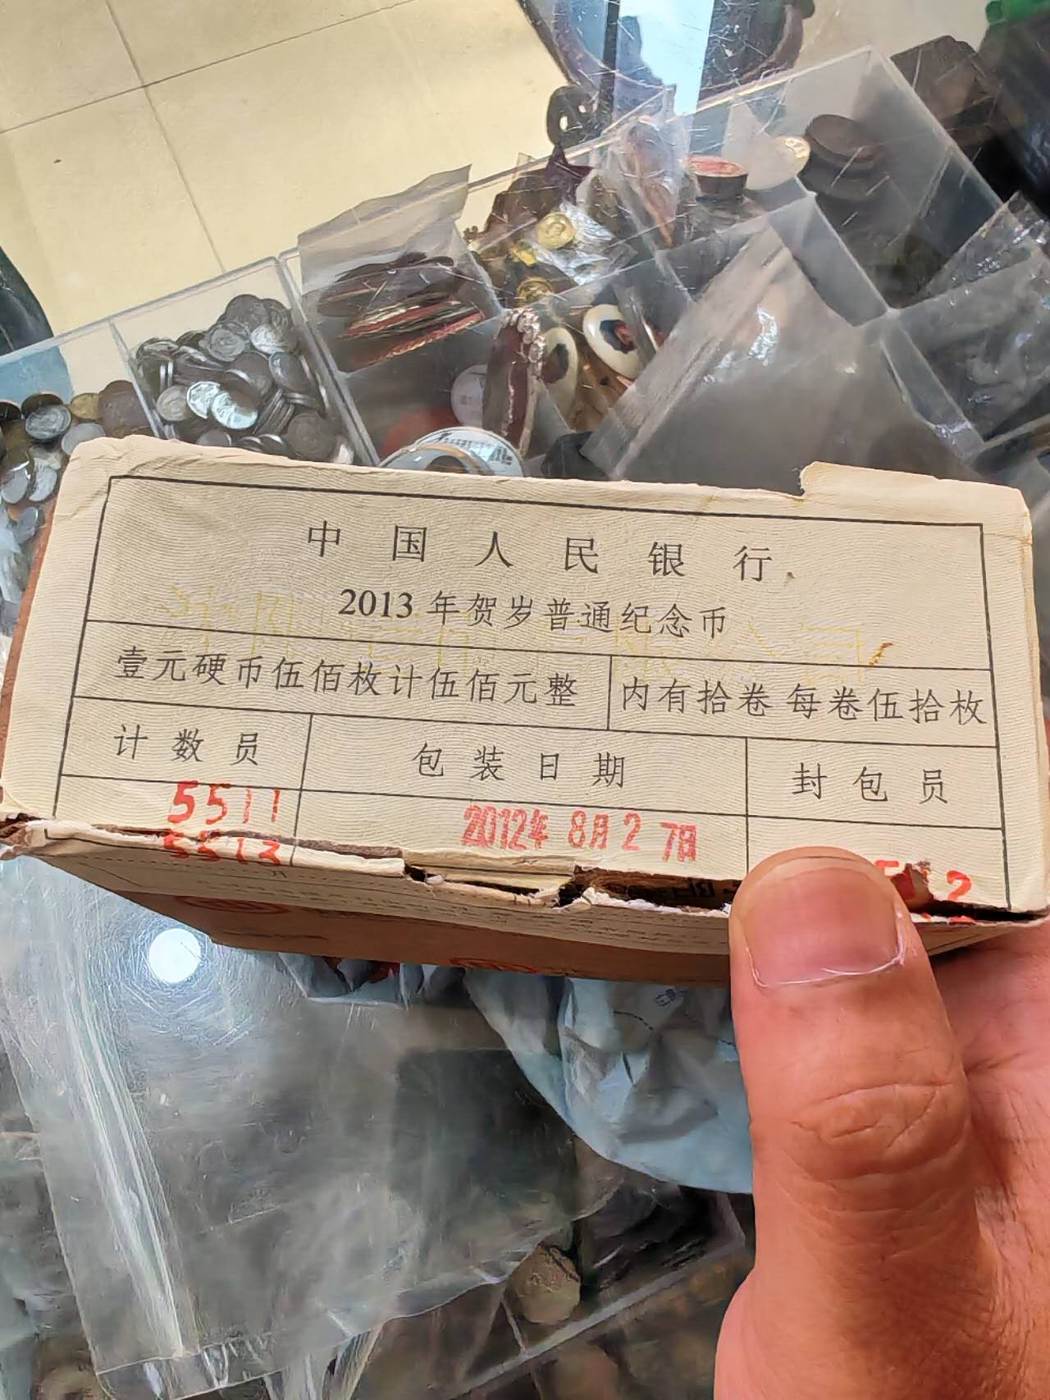 中国人民银行
2013年贺岁普通纪念币
壹元硬币伍佰枚计伍佰元整 内有拾卷 每卷伍拾枚
计数员 包装日期 封包员
5511 2012年 8月 27日
5513